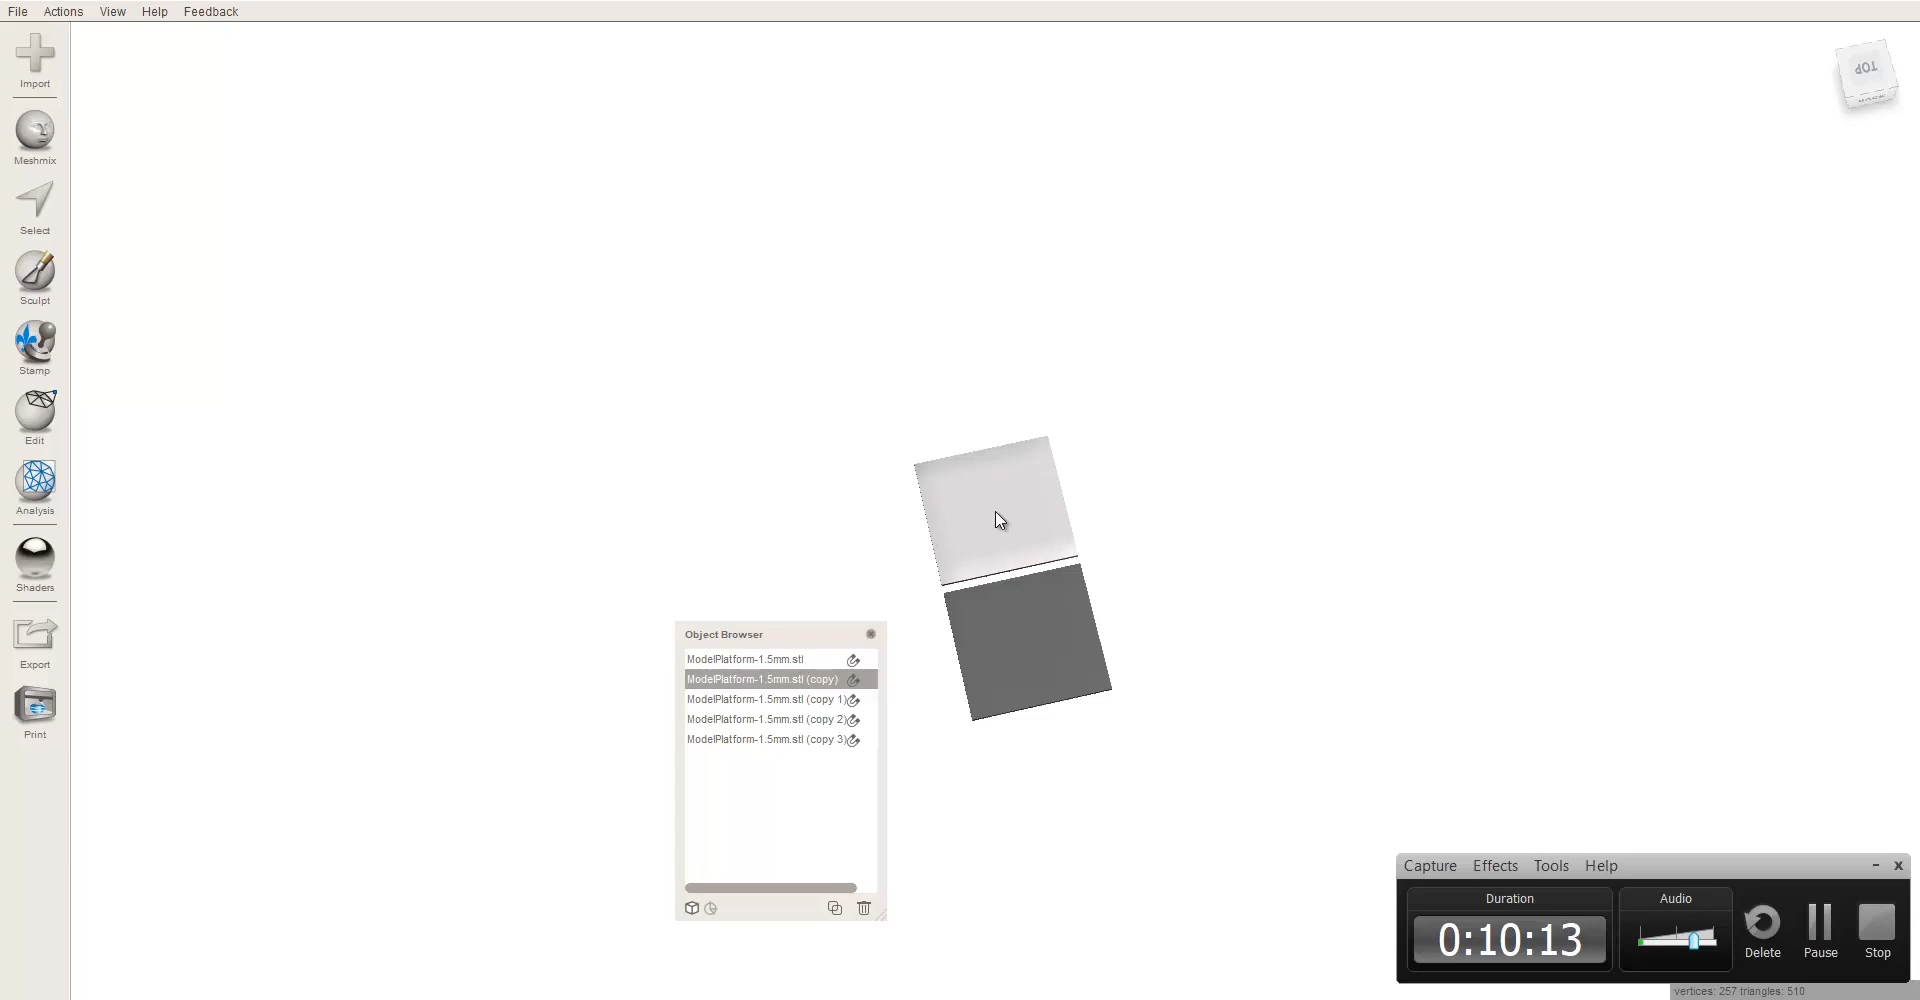 File Actions View Help Feedback
TOP
Import
Meshmix
Select
Sculpt
Stamp
Edit
Analysis
Shaders
Export
Print
Object Browser
ModelPlatform-1.5mm.stl
ModelPlatform-1.5mm.stl (copy)
ModelPlatform-1.5mm.stl (copy 1)
ModelPlatform-1.5mm.stl (copy 2)
ModelPlatform-1.5mm.stl (copy 3)
Capture Effects Tools Help
Duration Audio
0:10:13
Delete Pause Stop
vertices: 257 triangles: 510